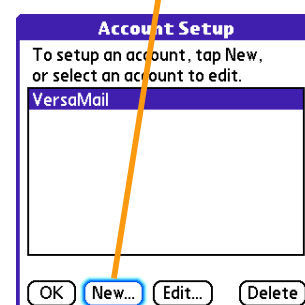 Account Setup
To setup an account, tap New,
or select an account to edit.
VersaMail
OK New... Edit... Delete